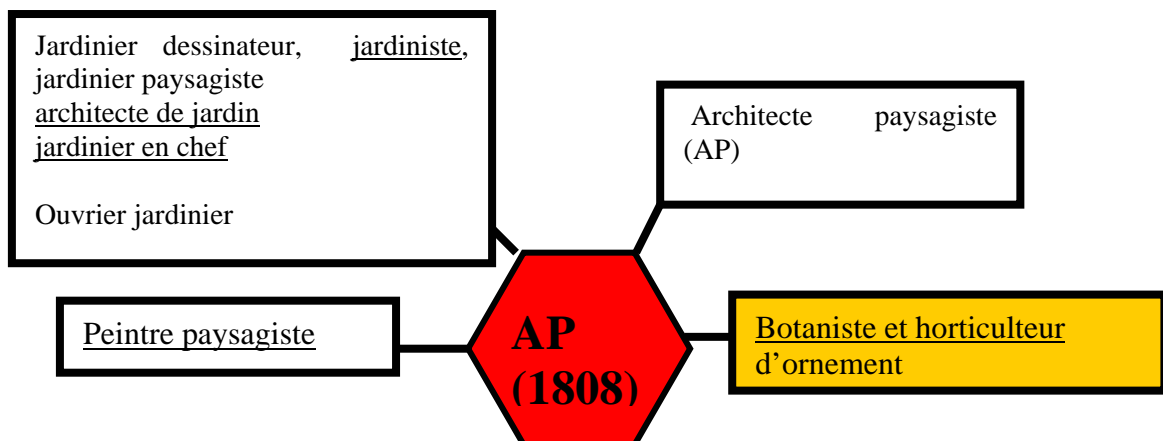 Jardinier dessinateur, jardiniste,
jardinier paysagiste
architecte de jardin
jardinier en chef
Ouvrier jardinier
Architecte paysagiste
(AP)
Peintre paysagiste
AP
(1808)
Botaniste et horticulteur
d’ornement